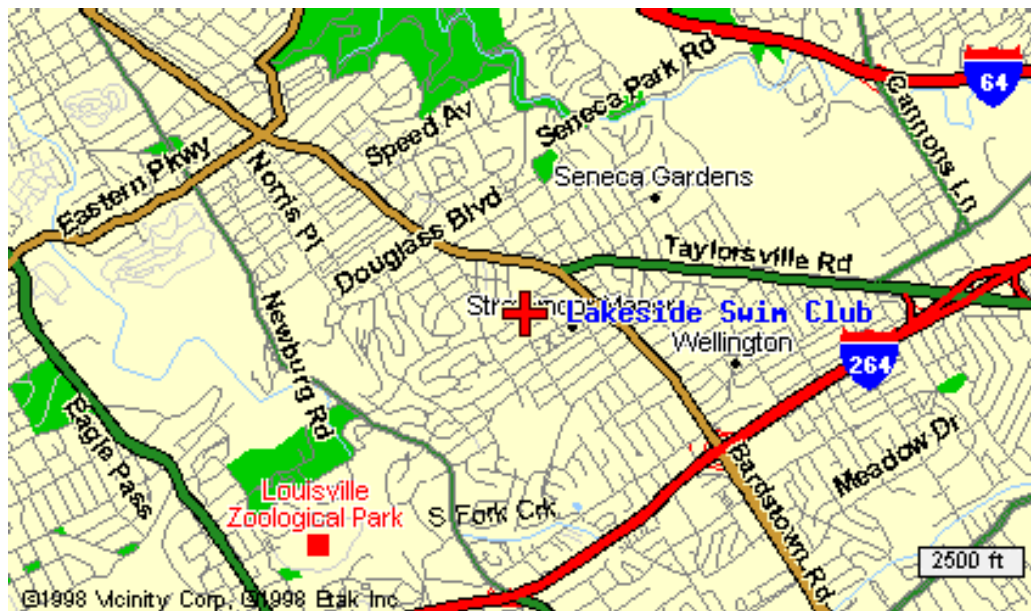 64
Cannons Ln
Seneca Park Rd
Speed Av
Eastern Pkwy
Norris Pl
Seneca Gardens
Douglass Blvd
Taylorsville Rd
Lakeside Swim Club
Wellington
264
Newburg Rd
Eagle Pass
Meadow Dr
Bardstown Rd
Louisville
Zoological Park
S Fork Crk
2500 ft
©1998 Vicinity Corp, ©1998 Etak Inc